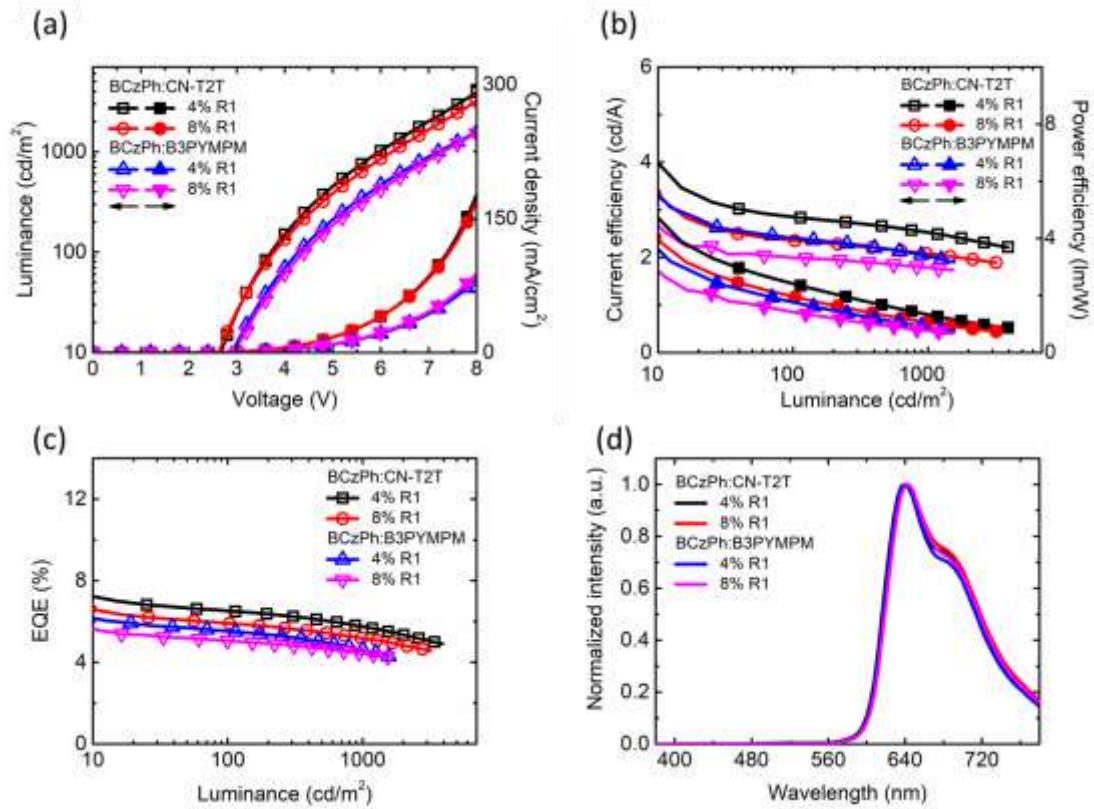 (a)
BCzPh:CN-T2T
4% R1
8% R1
BCzPh:B3PYMPM
4% R1
8% R1
Luminance (cd/m²)
1000
100
10
Current density (mA/cm²)
300
150
0
0 1 2 3 4 5 6 7 8
Voltage (V)
(b)
BCzPh:CN-T2T
4% R1
8% R1
BCzPh:B3PYMPM
4% R1
8% R1
Current efficiency (cd/A)
6
4
2
0
Power efficiency (lm/W)
8
4
0
10 100 1000
Luminance (cd/m²)
(c)
BCzPh:CN-T2T
4% R1
8% R1
BCzPh:B3PYMPM
4% R1
8% R1
EQE (%)
12
8
4
0
10 100 1000
Luminance (cd/m²)
(d)
BCzPh:CN-T2T
4% R1
8% R1
BCzPh:B3PYMPM
4% R1
8% R1
Normalized intensity (a.u.)
1.0
0.8
0.6
0.4
0.2
0.0
400 480 560 640 720
Wavelength (nm)